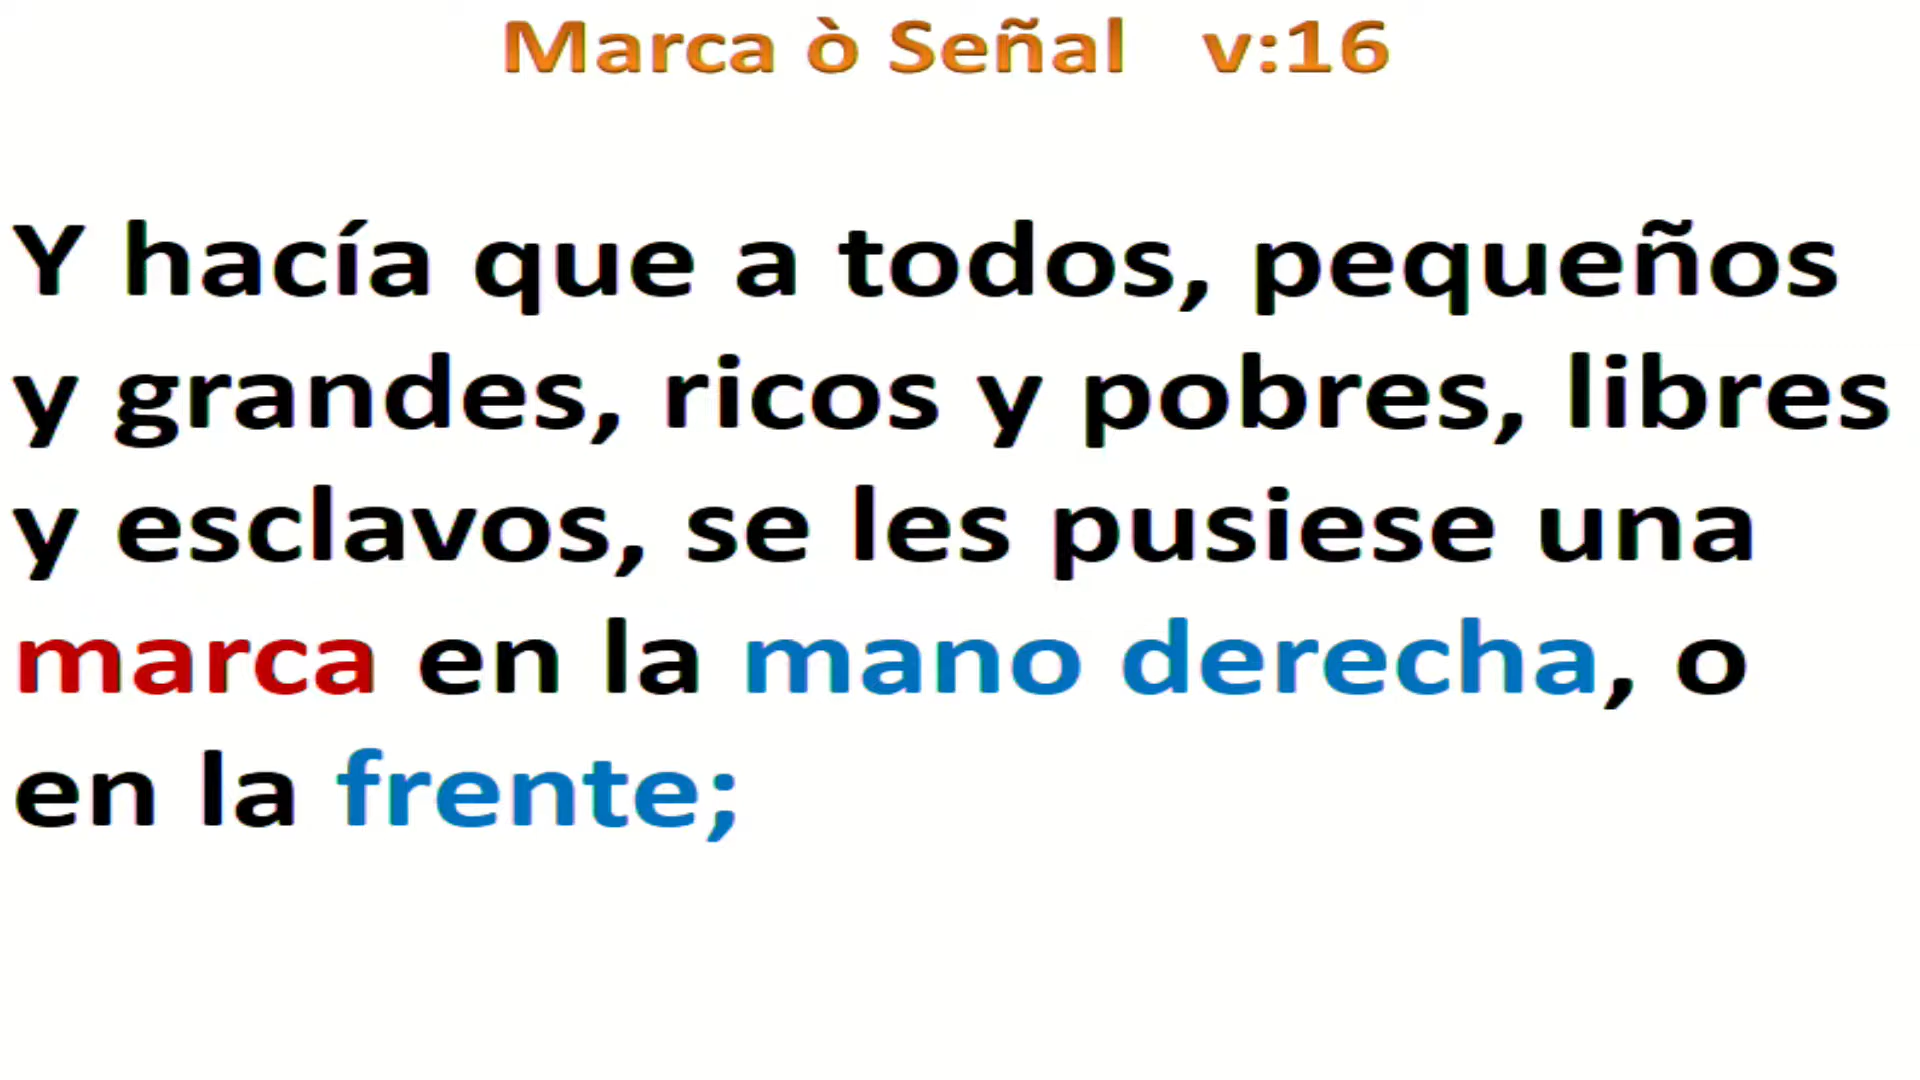 Marca ò Señal v:16
Y hacía que a todos, pequeños
y grandes, ricos y pobres, libres
y esclavos, se les pusiese una
marca en la mano derecha, o
en la frente;